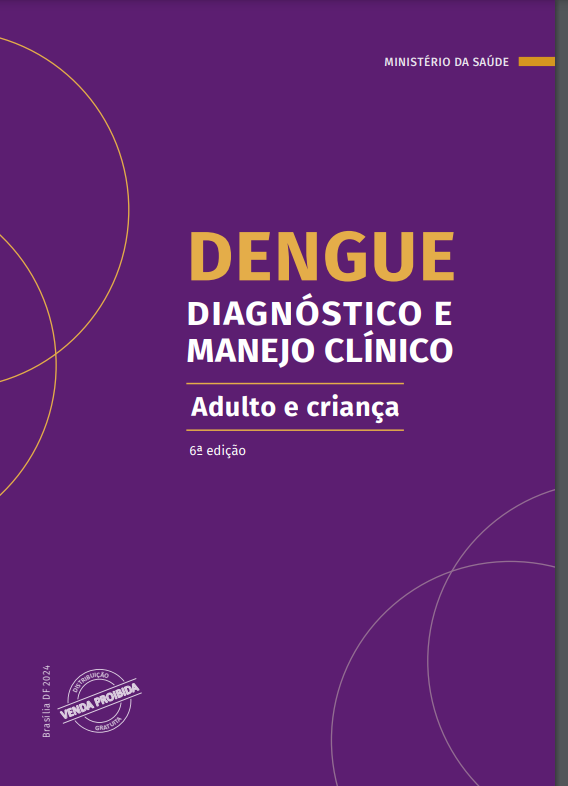 MINISTÉRIO DA SAÚDE
DENGUE
DIAGNÓSTICO E
MANEJO CLÍNICO
Adulto e criança
6ª edição
Brasília DF 2024
DISTRIBUIÇÃO
VENDA PROIBIDA
GRATUITA